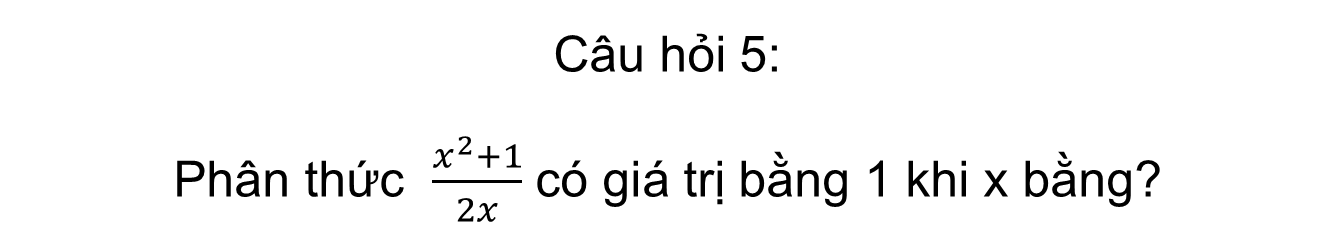 Câu hỏi 5:
Phân thức $\frac{x^2+1}{2x}$ có giá trị bằng 1 khi x bằng?